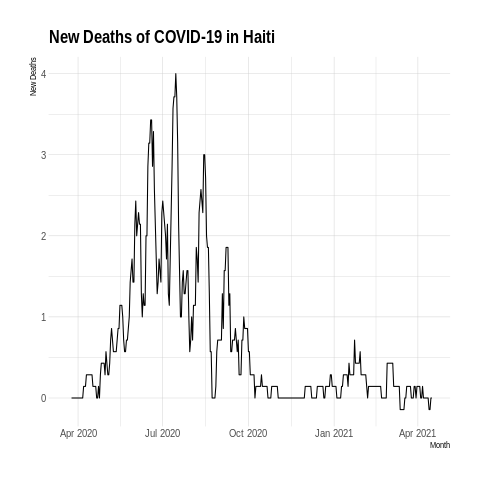 New Deaths of COVID-19 in Haiti
New Deaths
4
3
2
1
0
Apr 2020 Jul 2020 Oct 2020 Jan 2021 Apr 2021
Month